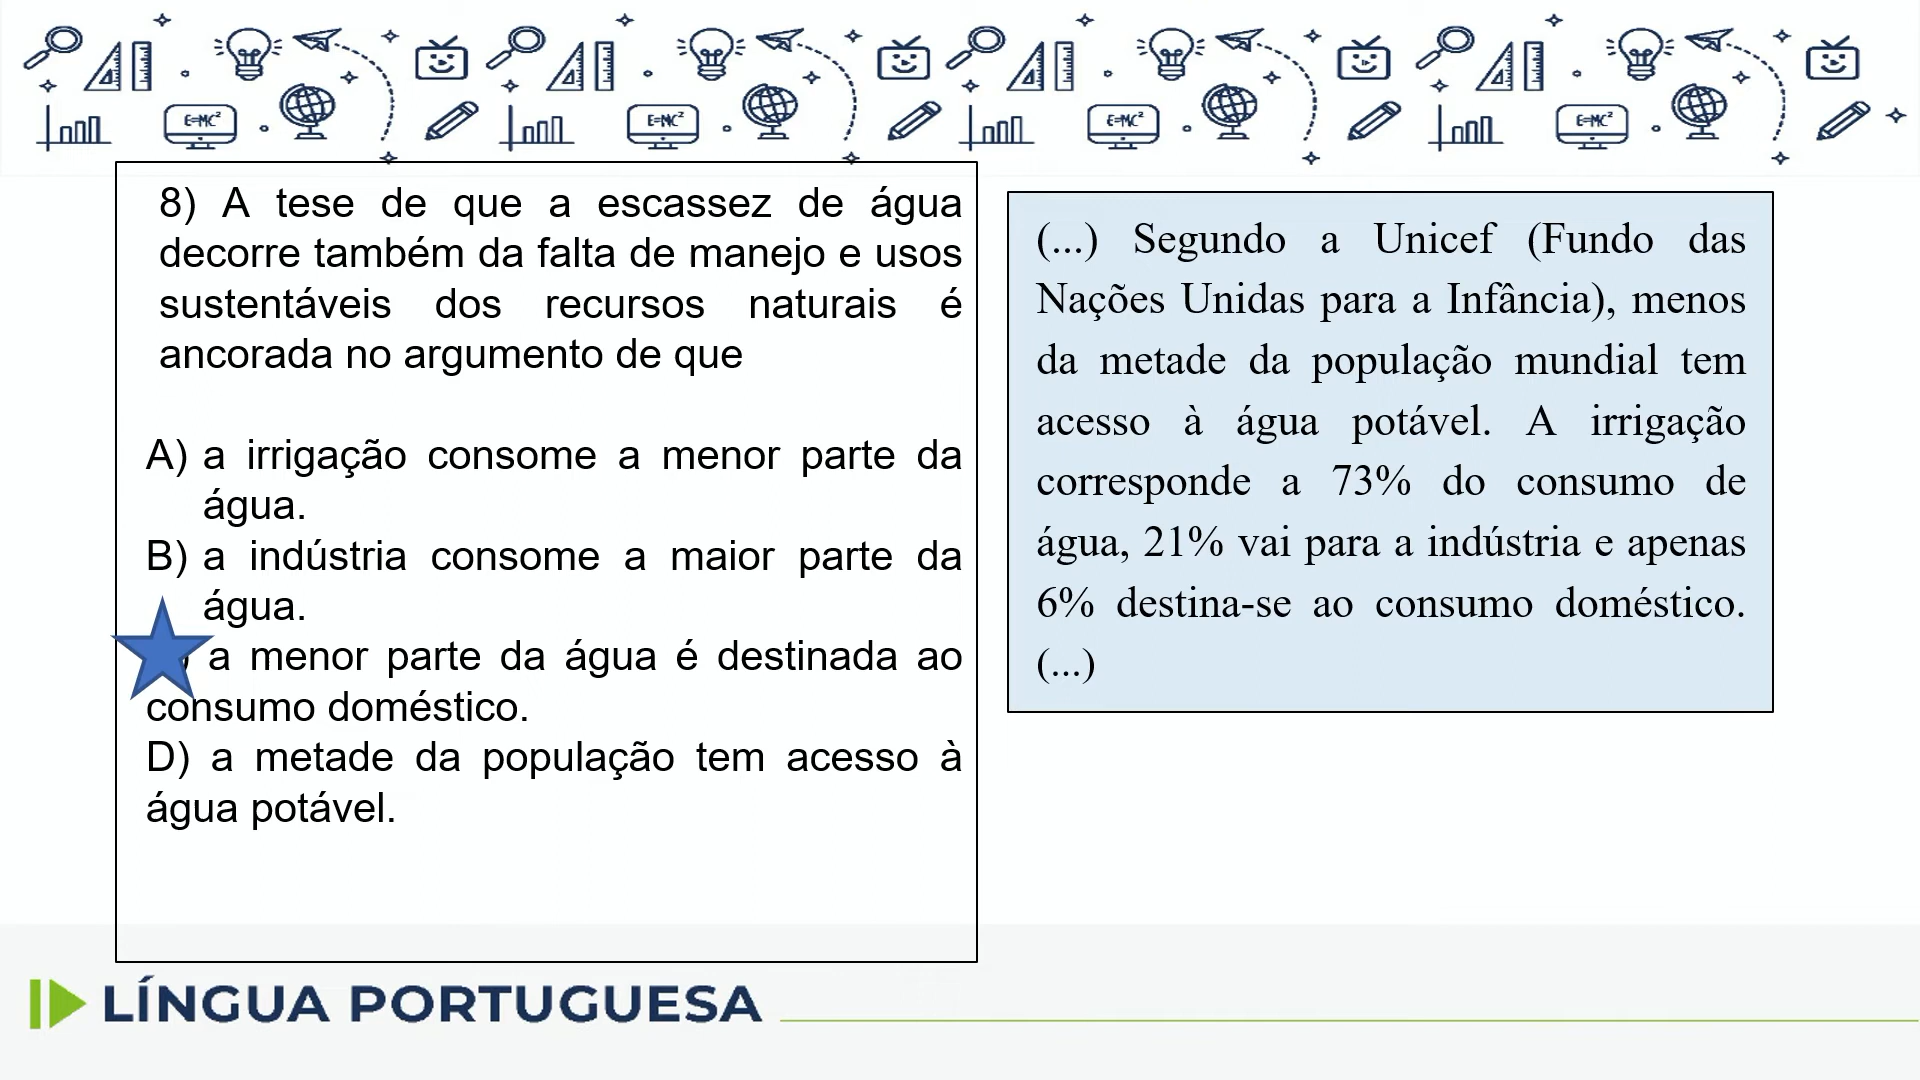 E=MC²
E=MC²
E=MC²
E=MC²
8) A tese de que a escassez de água
decorre também da falta de manejo e usos
sustentáveis dos recursos naturais é
ancorada no argumento de que
A) a irrigação consome a menor parte da
água.
B) a indústria consome a maior parte da
água.
) a menor parte da água é destinada ao
consumo doméstico.
D) a metade da população tem acesso à
água potável.
(...) Segundo a Unicef (Fundo das
Nações Unidas para a Infância), menos
da metade da população mundial tem
acesso à água potável. A irrigação
corresponde a 73% do consumo de
água, 21% vai para a indústria e apenas
6% destina-se ao consumo doméstico.
(...)
LÍNGUA PORTUGUESA